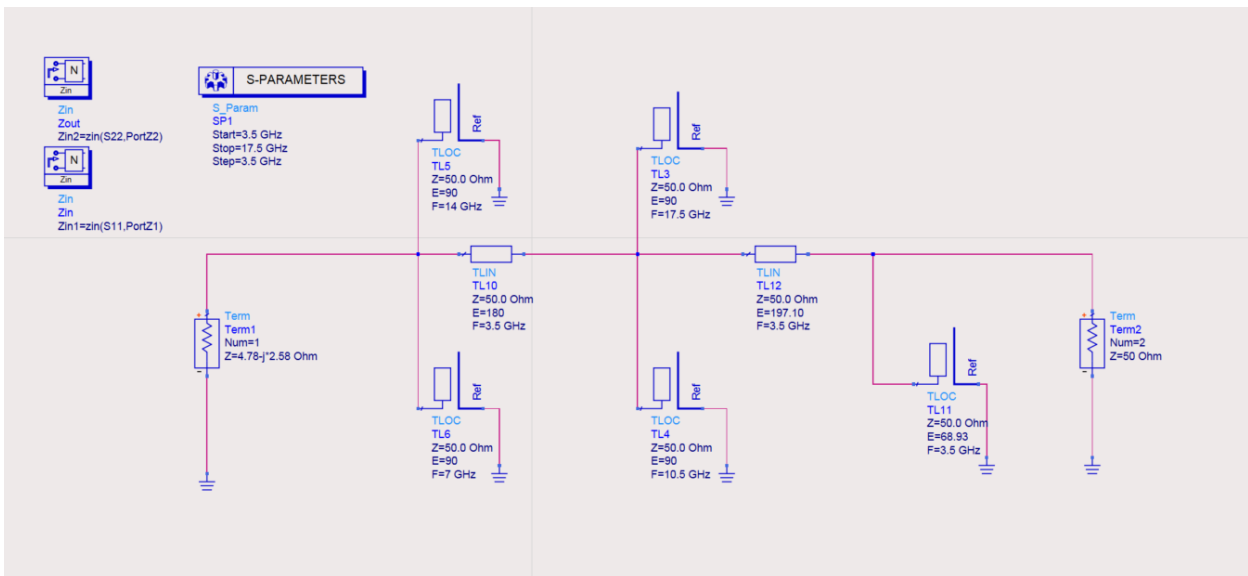 N
Zin
Zin
Zout
Zin2=zin(S22,PortZ2)
N
Zin
Zin
Zin
Zin1=zin(S11,PortZ1)
S-PARAMETERS
S_Param
SP1
Start=3.5 GHz
Stop=17.5 GHz
Step=3.5 GHz
Ref
TLOC
TL5
Z=50.0 Ohm
E=90
F=14 GHz
Ref
TLOC
TL3
Z=50.0 Ohm
E=90
F=17.5 GHz
TLIN
TL10
Z=50.0 Ohm
E=180
F=3.5 GHz
TLIN
TL12
Z=50.0 Ohm
E=197.10
F=3.5 GHz
+
Term
Term1
Num=1
Z=4.78-j*2.58 Ohm
-
Ref
TLOC
TL6
Z=50.0 Ohm
E=90
F=7 GHz
Ref
TLOC
TL4
Z=50.0 Ohm
E=90
F=10.5 GHz
Ref
TLOC
TL11
Z=50.0 Ohm
E=68.93
F=3.5 GHz
+
Term
Term2
Num=2
Z=50 Ohm
-